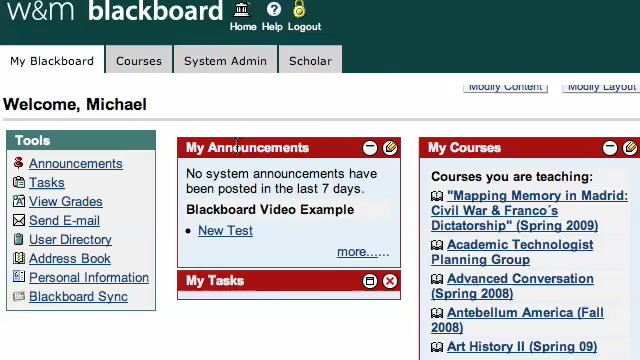 w&m blackboard
Home Help Logout
My Blackboard Courses System Admin Scholar
Modify Content Modify Layout
Welcome, Michael
Tools
Announcements
Tasks
View Grades
Send E-mail
User Directory
Address Book
Personal Information
Blackboard Sync
My Announcements
No system announcements have
been posted in the last 7 days.
Blackboard Video Example
New Test
more......
My Tasks
My Courses
Courses you are teaching:
"Mapping Memory in Madrid:
Civil War & Franco´s
Dictatorship" (Spring 2009)
Academic Technologist
Planning Group
Advanced Conversation
(Spring 2008)
Antebellum America (Fall
2008)
Art History II (Spring 09)